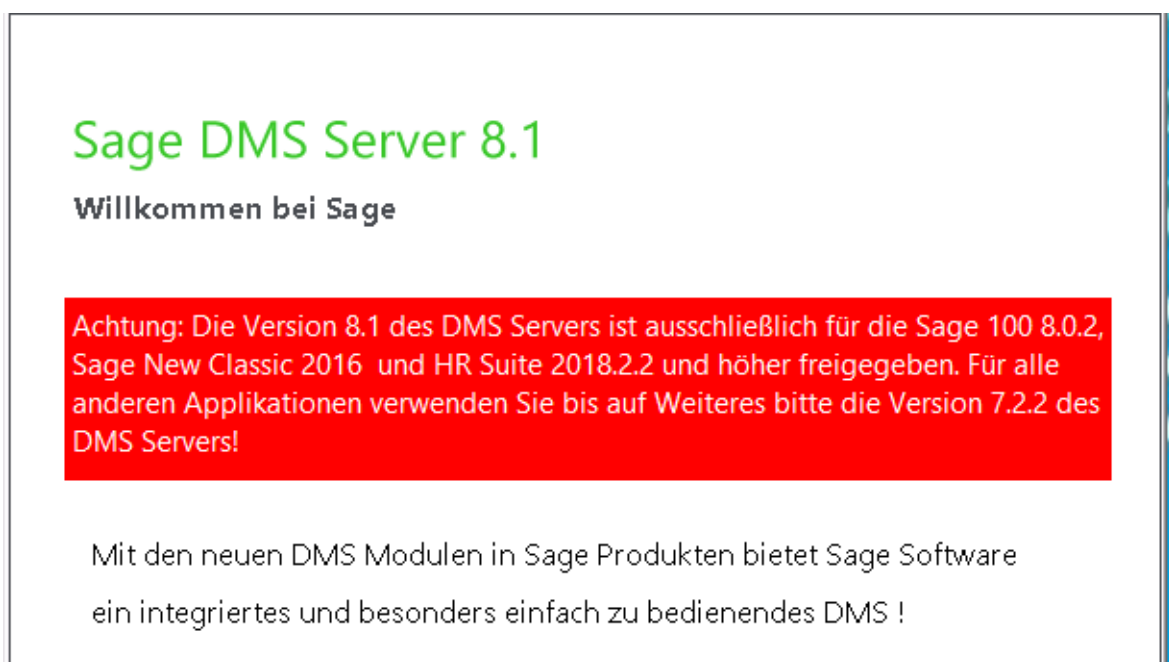 Sage DMS Server 8.1
Willkommen bei Sage
Achtung: Die Version 8.1 des DMS Servers ist ausschließlich für die Sage 100 8.0.2,
Sage New Classic 2016  und HR Suite 2018.2.2 und höher freigegeben. Für alle
anderen Applikationen verwenden Sie bis auf Weiteres bitte die Version 7.2.2 des
DMS Servers!
Mit den neuen DMS Modulen in Sage Produkten bietet Sage Software
ein integriertes und besonders einfach zu bedienendes DMS !